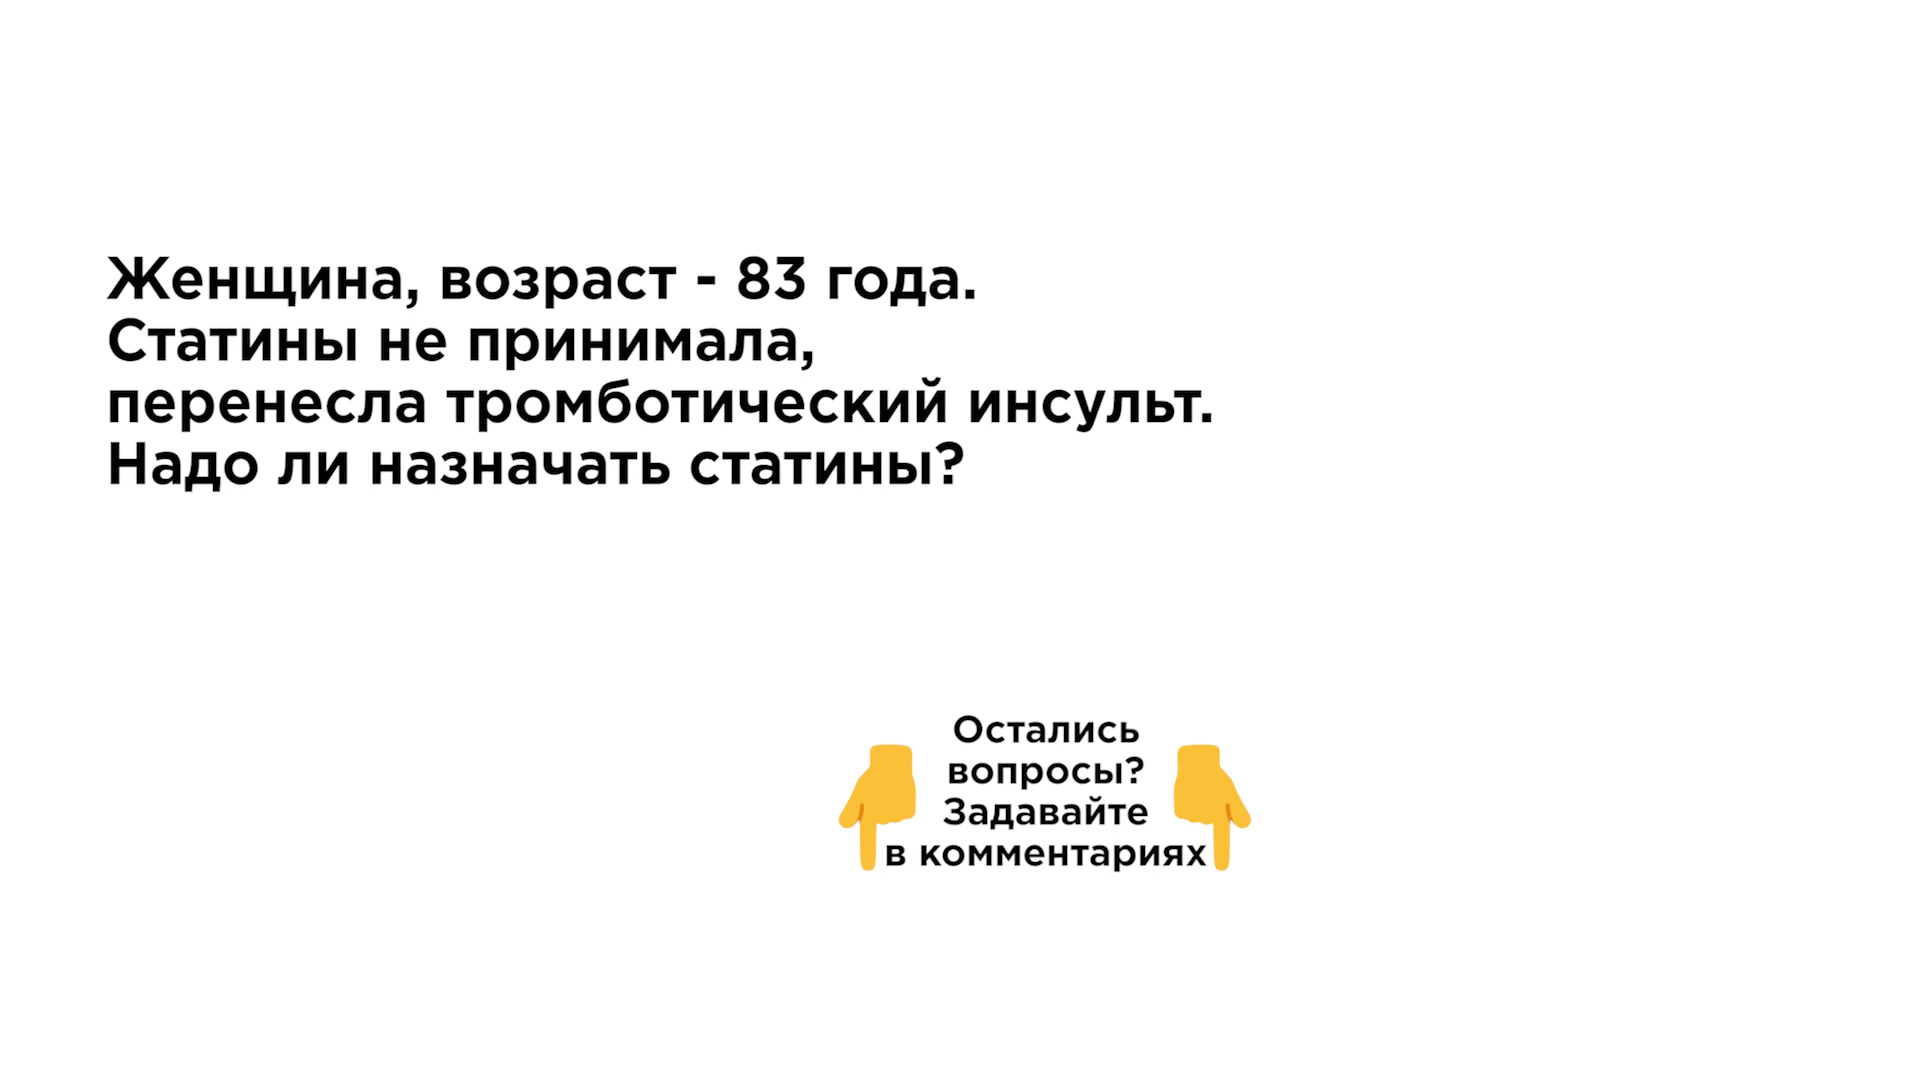 Женщина, возраст - 83 года.
Статины не принимала,
перенесла тромботический инсульт.
Надо ли назначать статины?
Остались
вопросы?
Задавайте
в комментариях